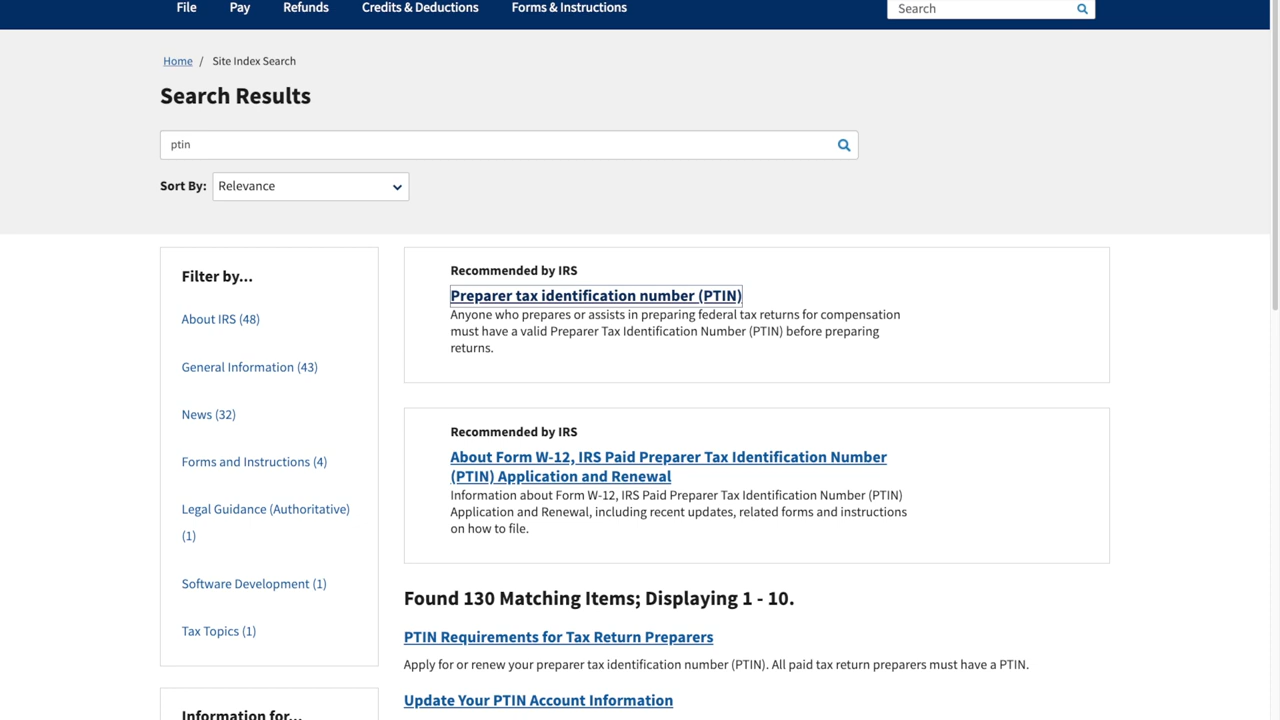 File Pay Refunds Credits & Deductions Forms & Instructions Search
Home / Site Index Search
Search Results
ptin
Sort By: Relevance
Filter by...
About IRS (48)
General Information (43)
News (32)
Forms and Instructions (4)
Legal Guidance (Authoritative)
(1)
Software Development (1)
Tax Topics (1)
Information for...
Recommended by IRS
Preparer tax identification number (PTIN)
Anyone who prepares or assists in preparing federal tax returns for compensation
must have a valid Preparer Tax Identification Number (PTIN) before preparing
returns.
Recommended by IRS
About Form W-12, IRS Paid Preparer Tax Identification Number
(PTIN) Application and Renewal
Information about Form W-12, IRS Paid Preparer Tax Identification Number (PTIN)
Application and Renewal, including recent updates, related forms and instructions
on how to file.
Found 130 Matching Items; Displaying 1 - 10.
PTIN Requirements for Tax Return Preparers
Apply for or renew your preparer tax identification number (PTIN). All paid tax return preparers must have a PTIN.
Update Your PTIN Account Information